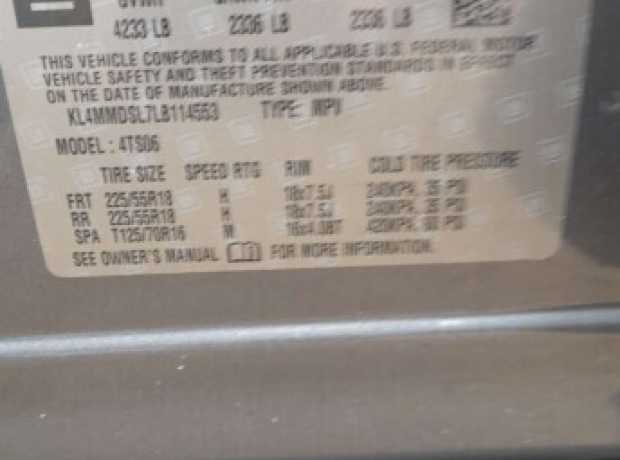 GVWR
4233 LB 2336 LB 2336 LB
THIS VEHICLE CONFORMS TO ALL APPLICABLE U.S. FEDERAL MOTOR
VEHICLE SAFETY AND THEFT PREVENTION STANDARDS IN EFFECT
ON THE DATE OF MANUFACTURE SHOWN ABOVE.
KL4MMDSL7LB114553 TYPE: MPV
MODEL: 4TS06
TIRE SIZE SPEED RTG RIM COLD TIRE PRESSURE
FRT 225/55R18 H 18x7.5J 240KPA, 35 PSI
RR 225/55R18 H 18x7.5J 240KPA, 35 PSI
SPA T125/70R16 M 16x4.0BT 420KPA, 60 PSI
SEE OWNER'S MANUAL FOR MORE INFORMATION.